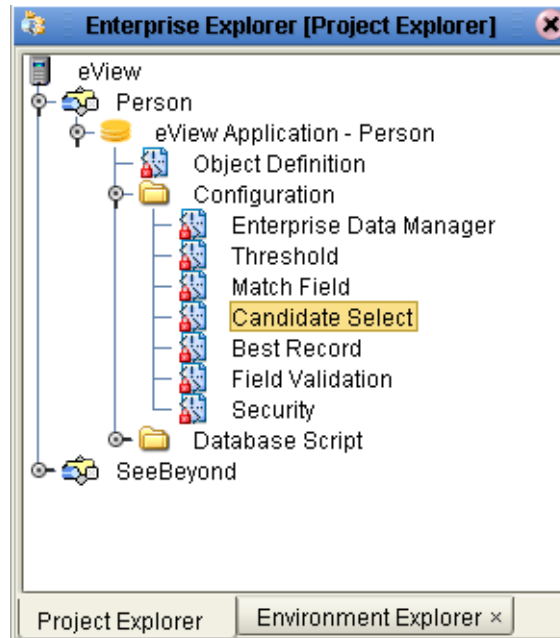 Enterprise Explorer [Project Explorer]
eView
Person
eView Application - Person
Object Definition
Configuration
Enterprise Data Manager
Threshold
Match Field
Candidate Select
Best Record
Field Validation
Security
Database Script
SeeBeyond
Project Explorer
Environment Explorer ×